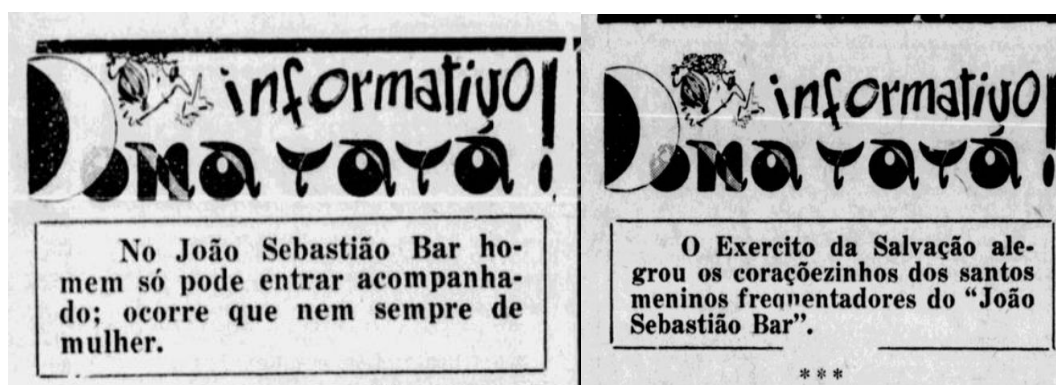 informativo!
DONA YAYÁ!
No João Sebastião Bar ho-
mem só pode entrar acompanha-
do; ocorre que nem sempre de
mulher.
informativo!
DONA YAYÁ!
O Exercito da Salvação ale-
grou os coraçõezinhos dos santos
meninos frequentadores do "João
Sebastião Bar".
***